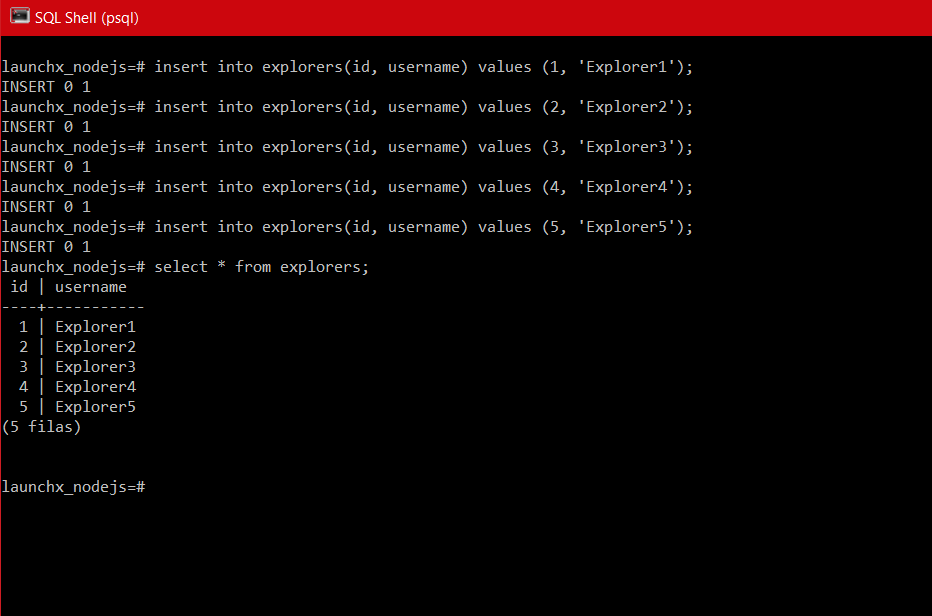 SQL Shell (psql)
launchx_nodejs=# insert into explorers(id, username) values (1, 'Explorer1');
INSERT 0 1
launchx_nodejs=# insert into explorers(id, username) values (2, 'Explorer2');
INSERT 0 1
launchx_nodejs=# insert into explorers(id, username) values (3, 'Explorer3');
INSERT 0 1
launchx_nodejs=# insert into explorers(id, username) values (4, 'Explorer4');
INSERT 0 1
launchx_nodejs=# insert into explorers(id, username) values (5, 'Explorer5');
INSERT 0 1
launchx_nodejs=# select * from explorers;
 id | username
----+-----------
  1 | Explorer1
  2 | Explorer2
  3 | Explorer3
  4 | Explorer4
  5 | Explorer5
(5 filas)
launchx_nodejs=#